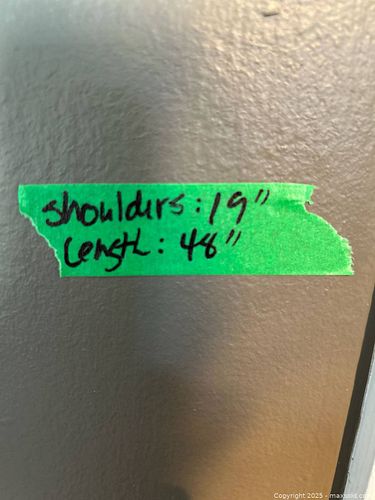 shoulders: 19"
Length: 48"
Copyright 2025 - maxsold.com